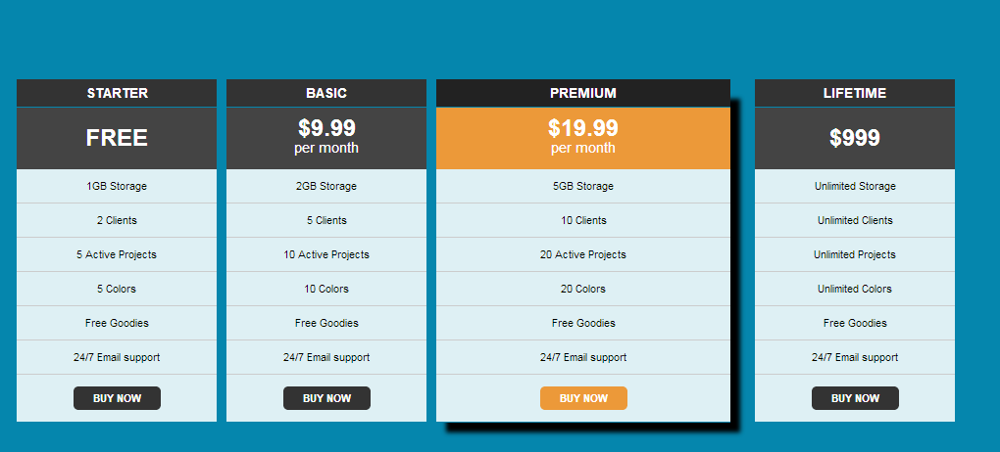 STARTER
FREE
1GB Storage
2 Clients
5 Active Projects
5 Colors
Free Goodies
24/7 Email support
BUY NOW
BASIC
$9.99
per month
2GB Storage
5 Clients
10 Active Projects
10 Colors
Free Goodies
24/7 Email support
BUY NOW
PREMIUM
$19.99
per month
5GB Storage
10 Clients
20 Active Projects
20 Colors
Free Goodies
24/7 Email support
BUY NOW
LIFETIME
$999
Unlimited Storage
Unlimited Clients
Unlimited Projects
Unlimited Colors
Free Goodies
24/7 Email support
BUY NOW